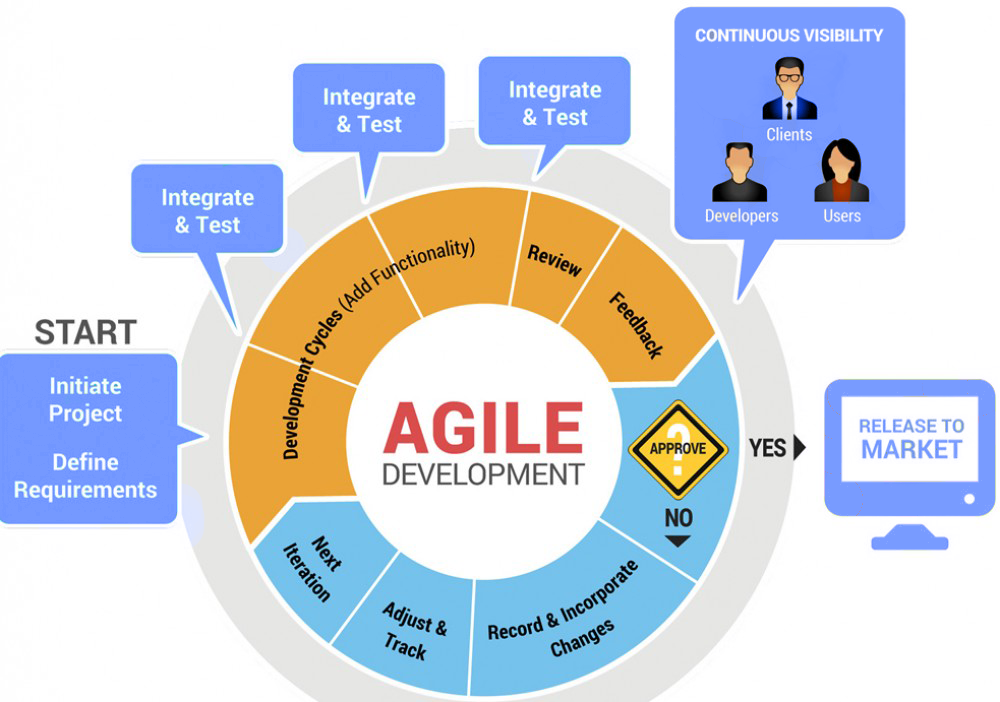 CONTINUOUS VISIBILITY
Clients
Developers
Users
Integrate
& Test
Integrate
& Test
Integrate
& Test
START
Initiate
Project
Define
Requirements
Development Cycles (Add Functionality)
Review
Feedback
AGILE
DEVELOPMENT
?
APPROVE
YES
NO
RELEASE TO
MARKET
Record & Incorporate
Changes
Adjust &
Track
Next
Iteration